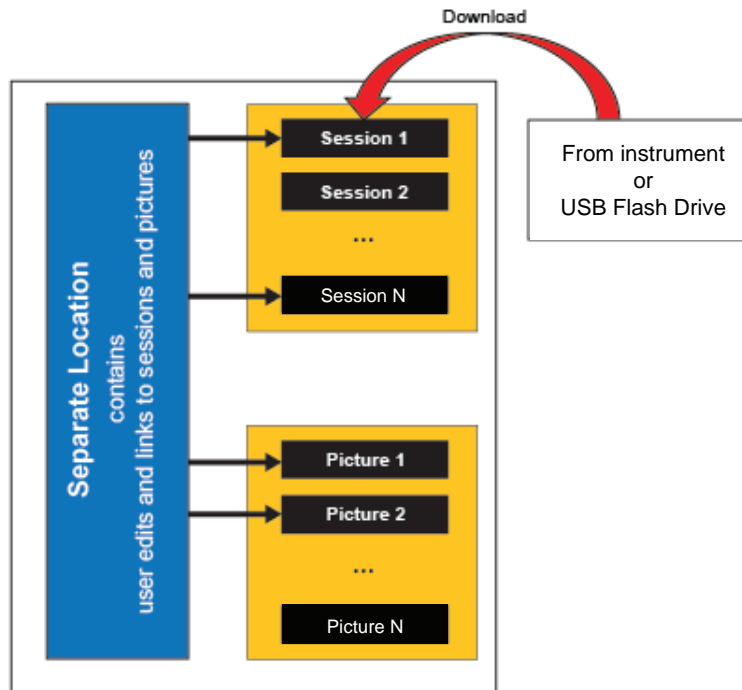 Download
Separate Location
contains
user edits and links to sessions and pictures
Session 1
Session 2
...
Session N
From instrument
or
USB Flash Drive
Picture 1
Picture 2
...
Picture N